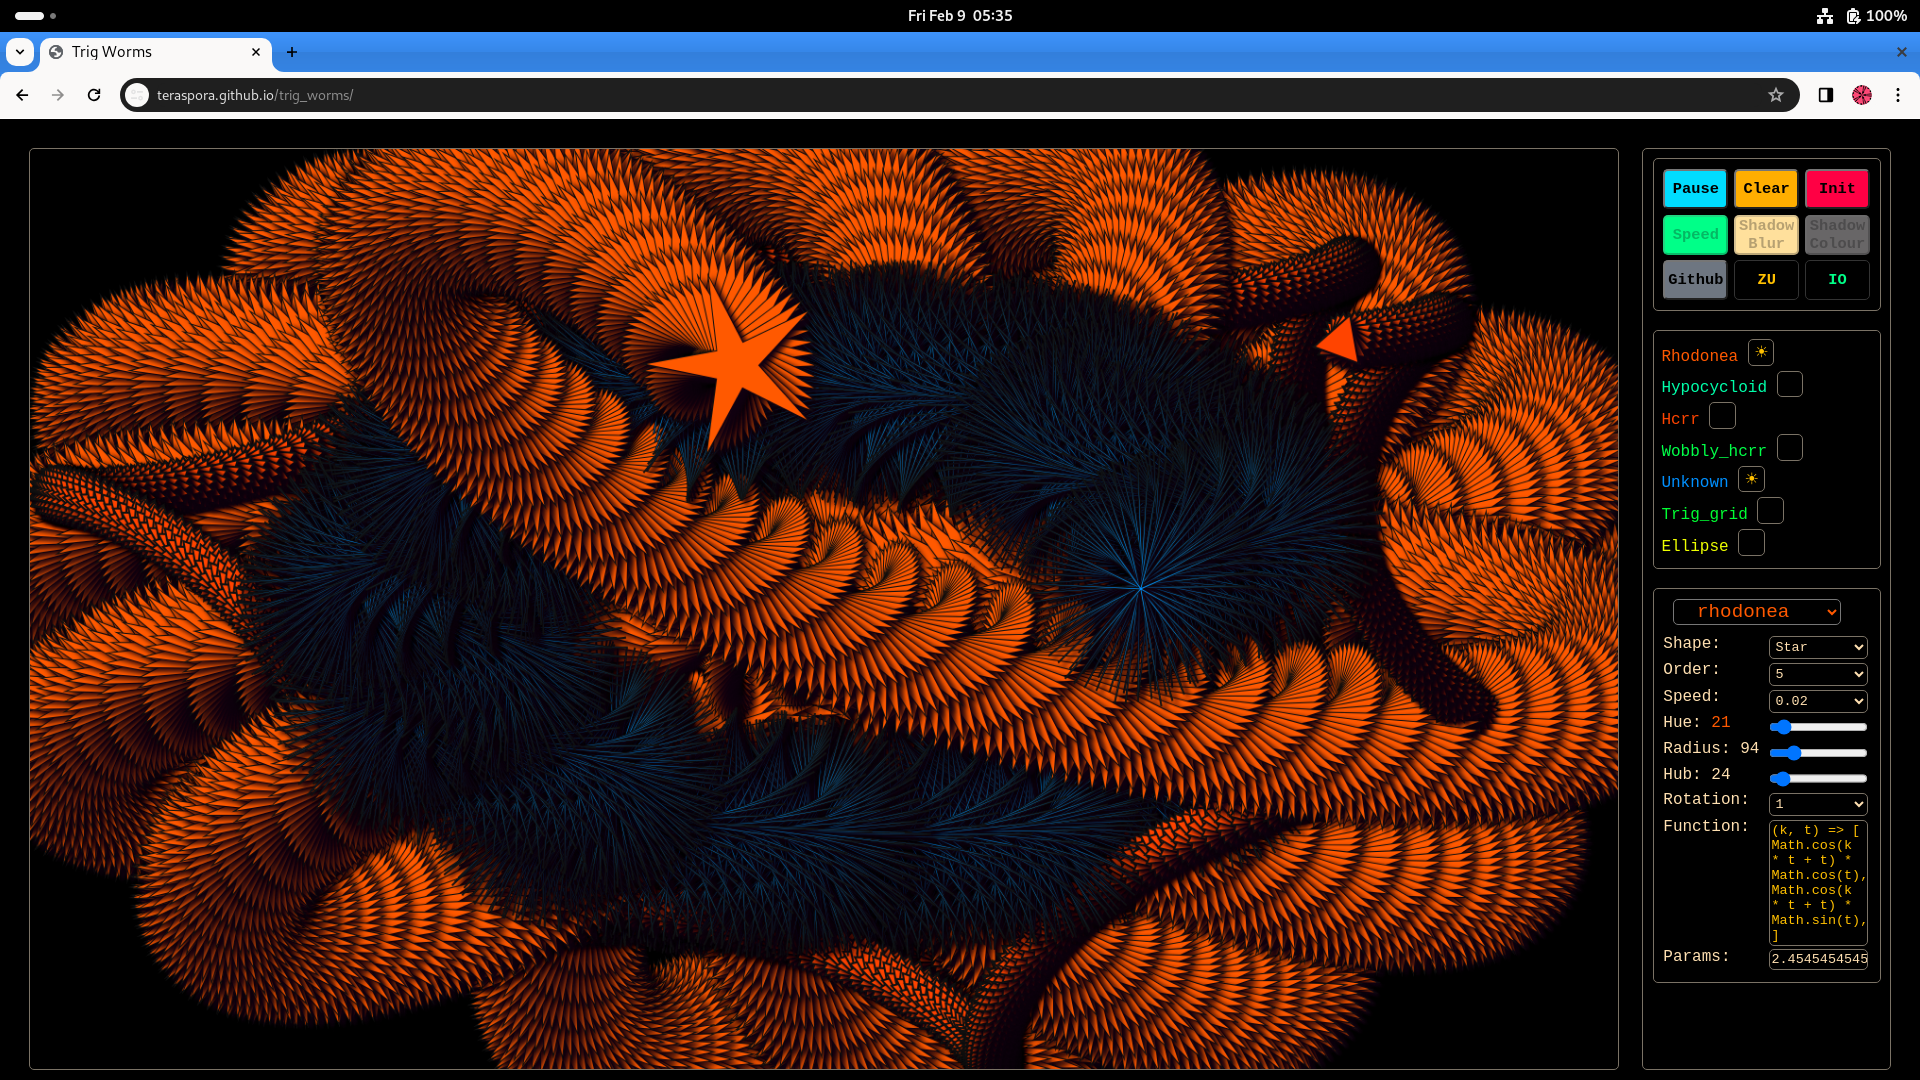 Fri Feb 9 05:35
100%
Trig Worms
teraspora.github.io/trig_worms/
Pause Clear Init
Speed Shadow Blur Shadow Colour
Github ZU IO
Rhodonea ☀
Hypocycloid
Hcrr
Wobbly_hcrr
Unknown ☀
Trig_grid
Ellipse
rhodonea
Shape: Star
Order: 5
Speed: 0.02
Hue: 21
Radius: 94
Hub: 24
Rotation: 1
Function: (k, t) => [
Math.cos(k
* t + t) *
Math.cos(t),
Math.cos(k
* t + t) *
Math.sin(t),
]
Params: 2.4545454545